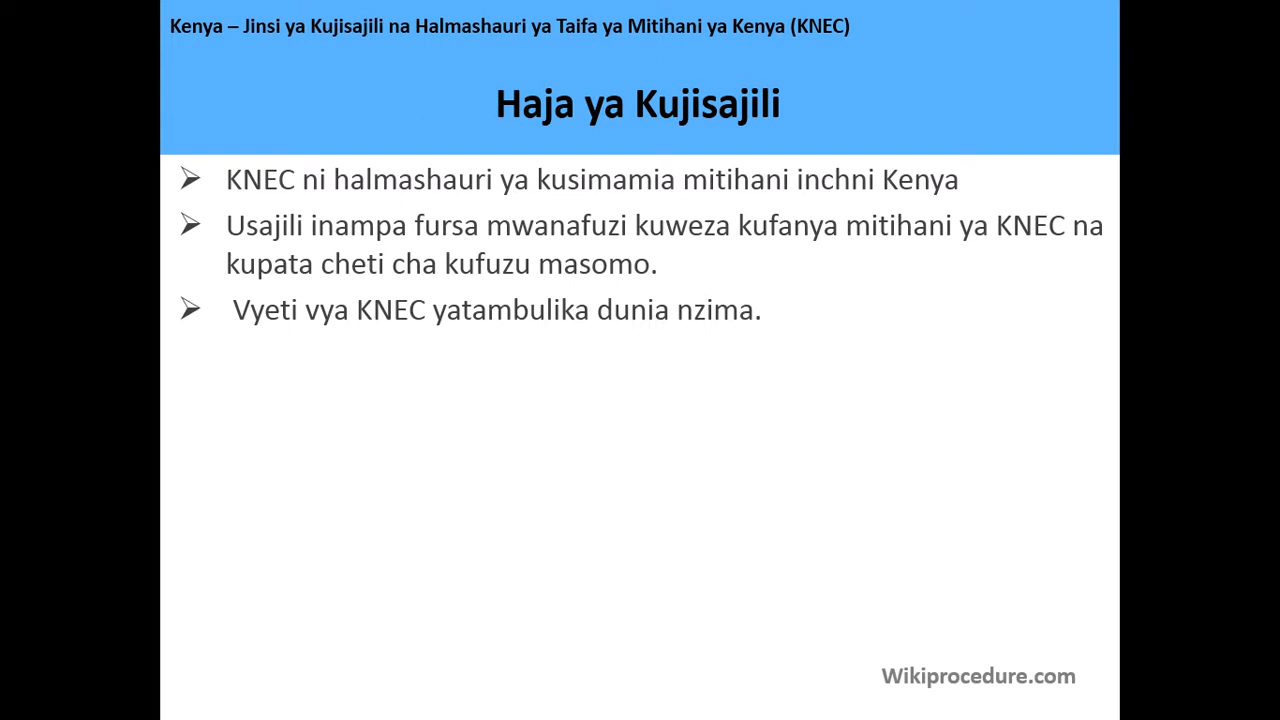 Kenya – Jinsi ya Kujisajili na Halmashauri ya Taifa ya Mitihani ya Kenya (KNEC)
Haja ya Kujisajili
➢ KNEC ni halmashauri ya kusimamia mitihani inchni Kenya
➢ Usajili inampa fursa mwanafuzi kuweza kufanya mitihani ya KNEC na
kupata cheti cha kufuzu masomo.
➢ Vyeti vya KNEC yatambulika dunia nzima.
Wikiprocedure.com